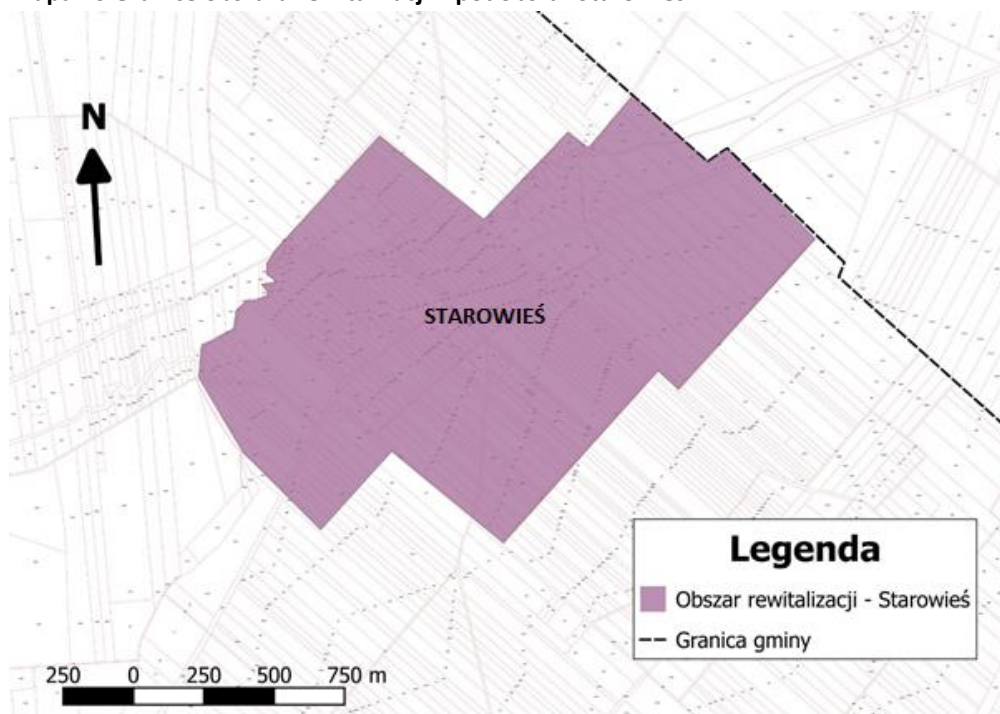 N
STAROWIEŚ
Legenda
Obszar rewitalizacji - Starowieś
Granica gminy
250 0 250 500 750 m